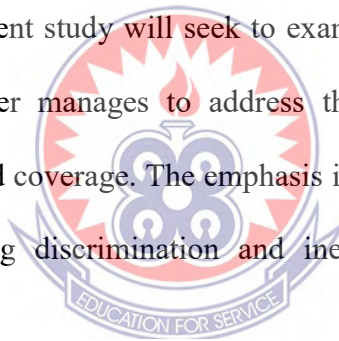 ent study will seek to exam
er manages to address th
l coverage. The emphasis i
g discrimination and ine
EDUCATION FOR SERVICE